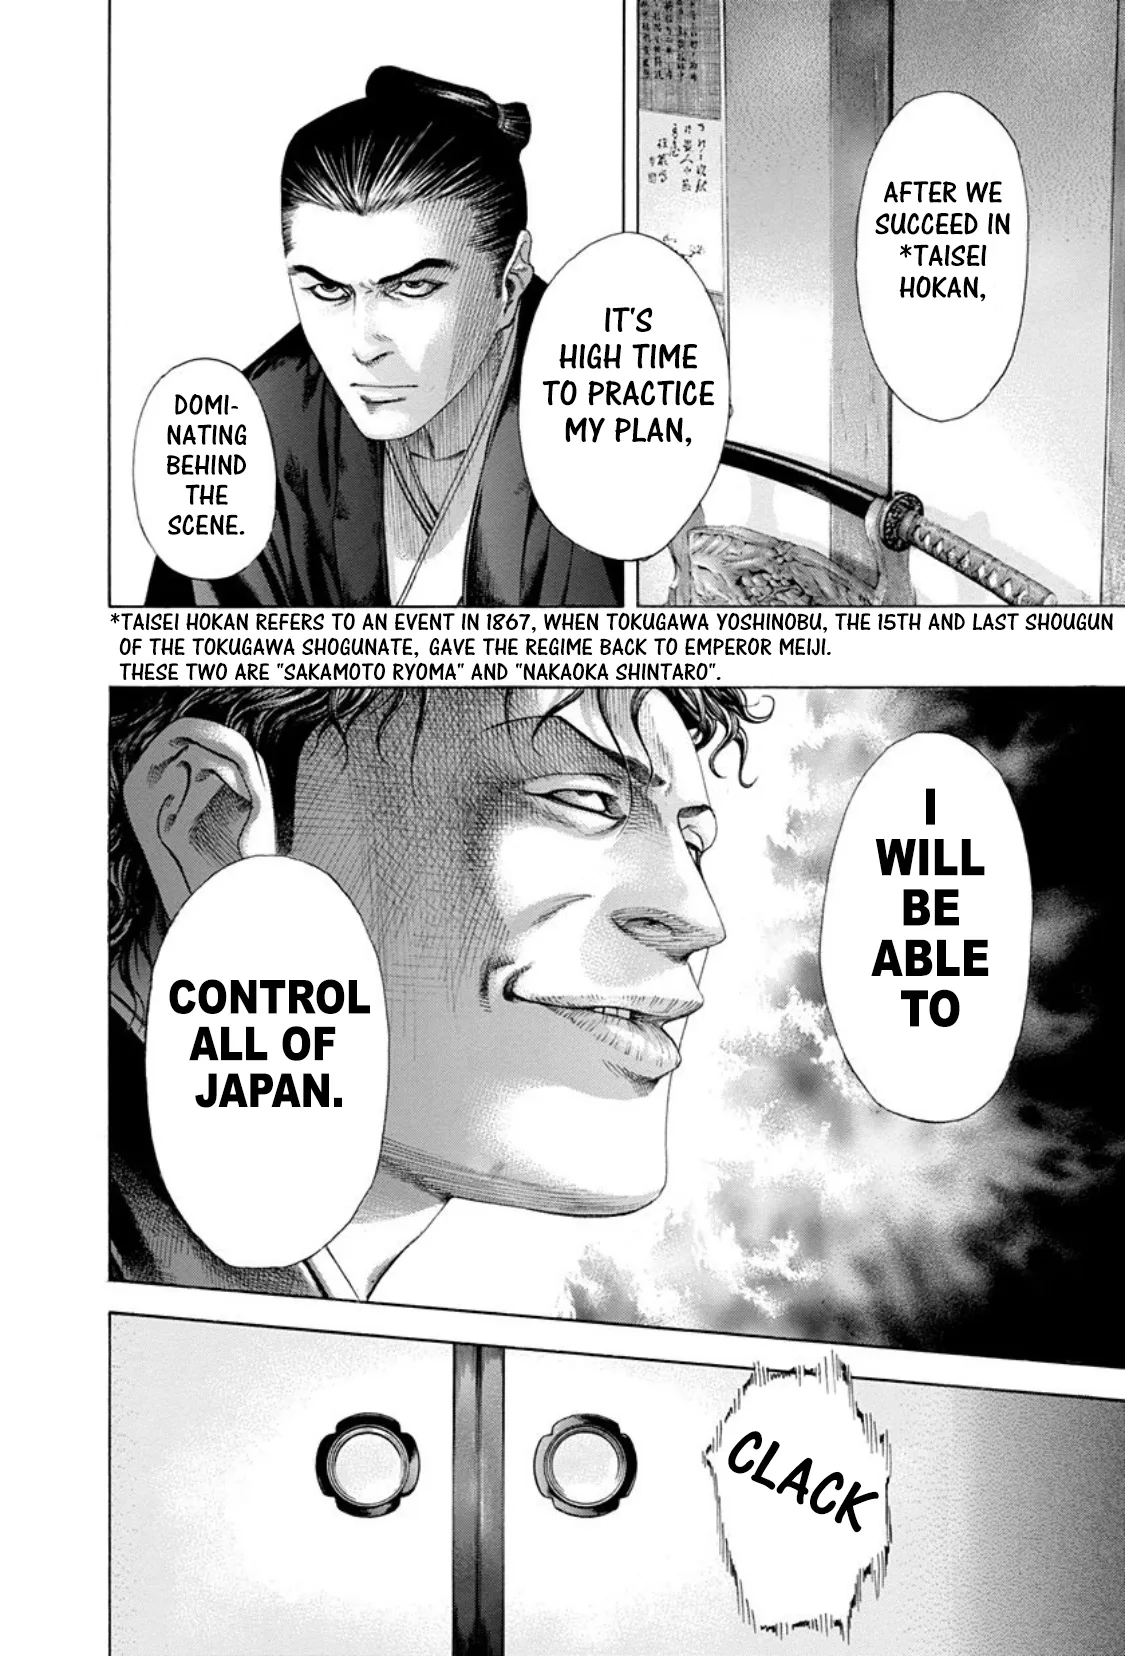 AFTER WE
SUCCEED IN
*TAISEI
HOKAN,
IT'S
HIGH TIME
TO PRACTICE
MY PLAN,
DOMI-
NATING
BEHIND
THE
SCENE.
*TAISEI HOKAN REFERS TO AN EVENT IN 1867, WHEN TOKUGAWA YOSHINOBU, THE 15TH AND LAST SHOUGUN
OF THE TOKUGAWA SHOGUNATE, GAVE THE REGIME BACK TO EMPEROR MEIJI.
THESE TWO ARE "SAKAMOTO RYOMA" AND "NAKAOKA SHINTARO".
I
WILL
BE
ABLE
TO
CONTROL
ALL OF
JAPAN.
CLACK